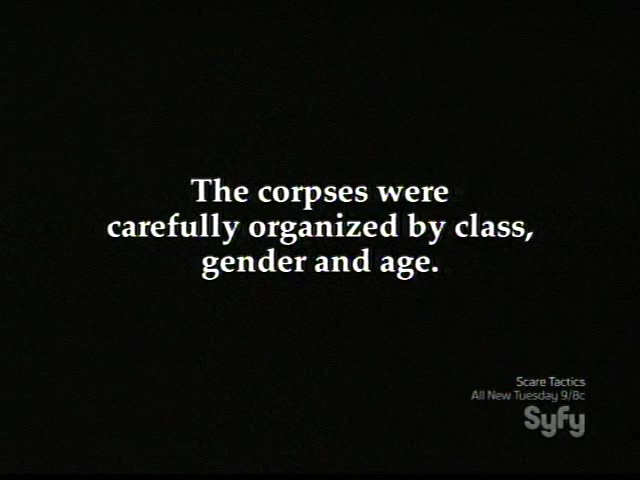 The corpses were
carefully organized by class,
gender and age.
Scare Tactics
All New Tuesday 9/8c
Syfy